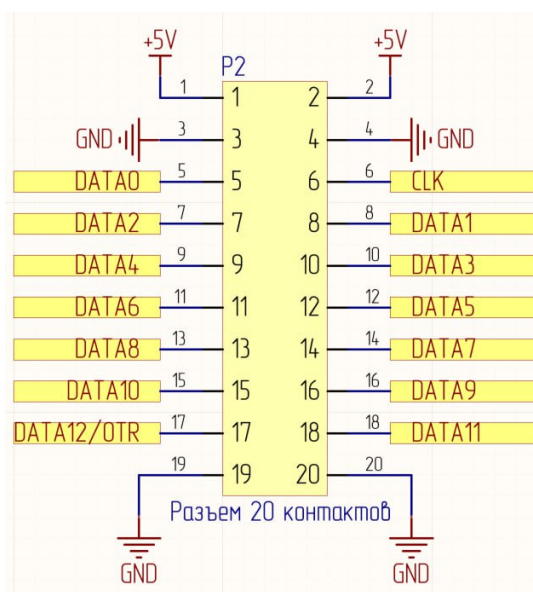 +5V +5V
P2
1 1 2 2
GND 3 3 4 4 GND
DATA0 5 5 6 6 CLK
DATA2 7 7 8 8 DATA1
DATA4 9 9 10 10 DATA3
DATA6 11 11 12 12 DATA5
DATA8 13 13 14 14 DATA7
DATA10 15 15 16 16 DATA9
DATA12/OTR 17 17 18 18 DATA11
19 19 20 20
Разъем 20 контактов
GND GND